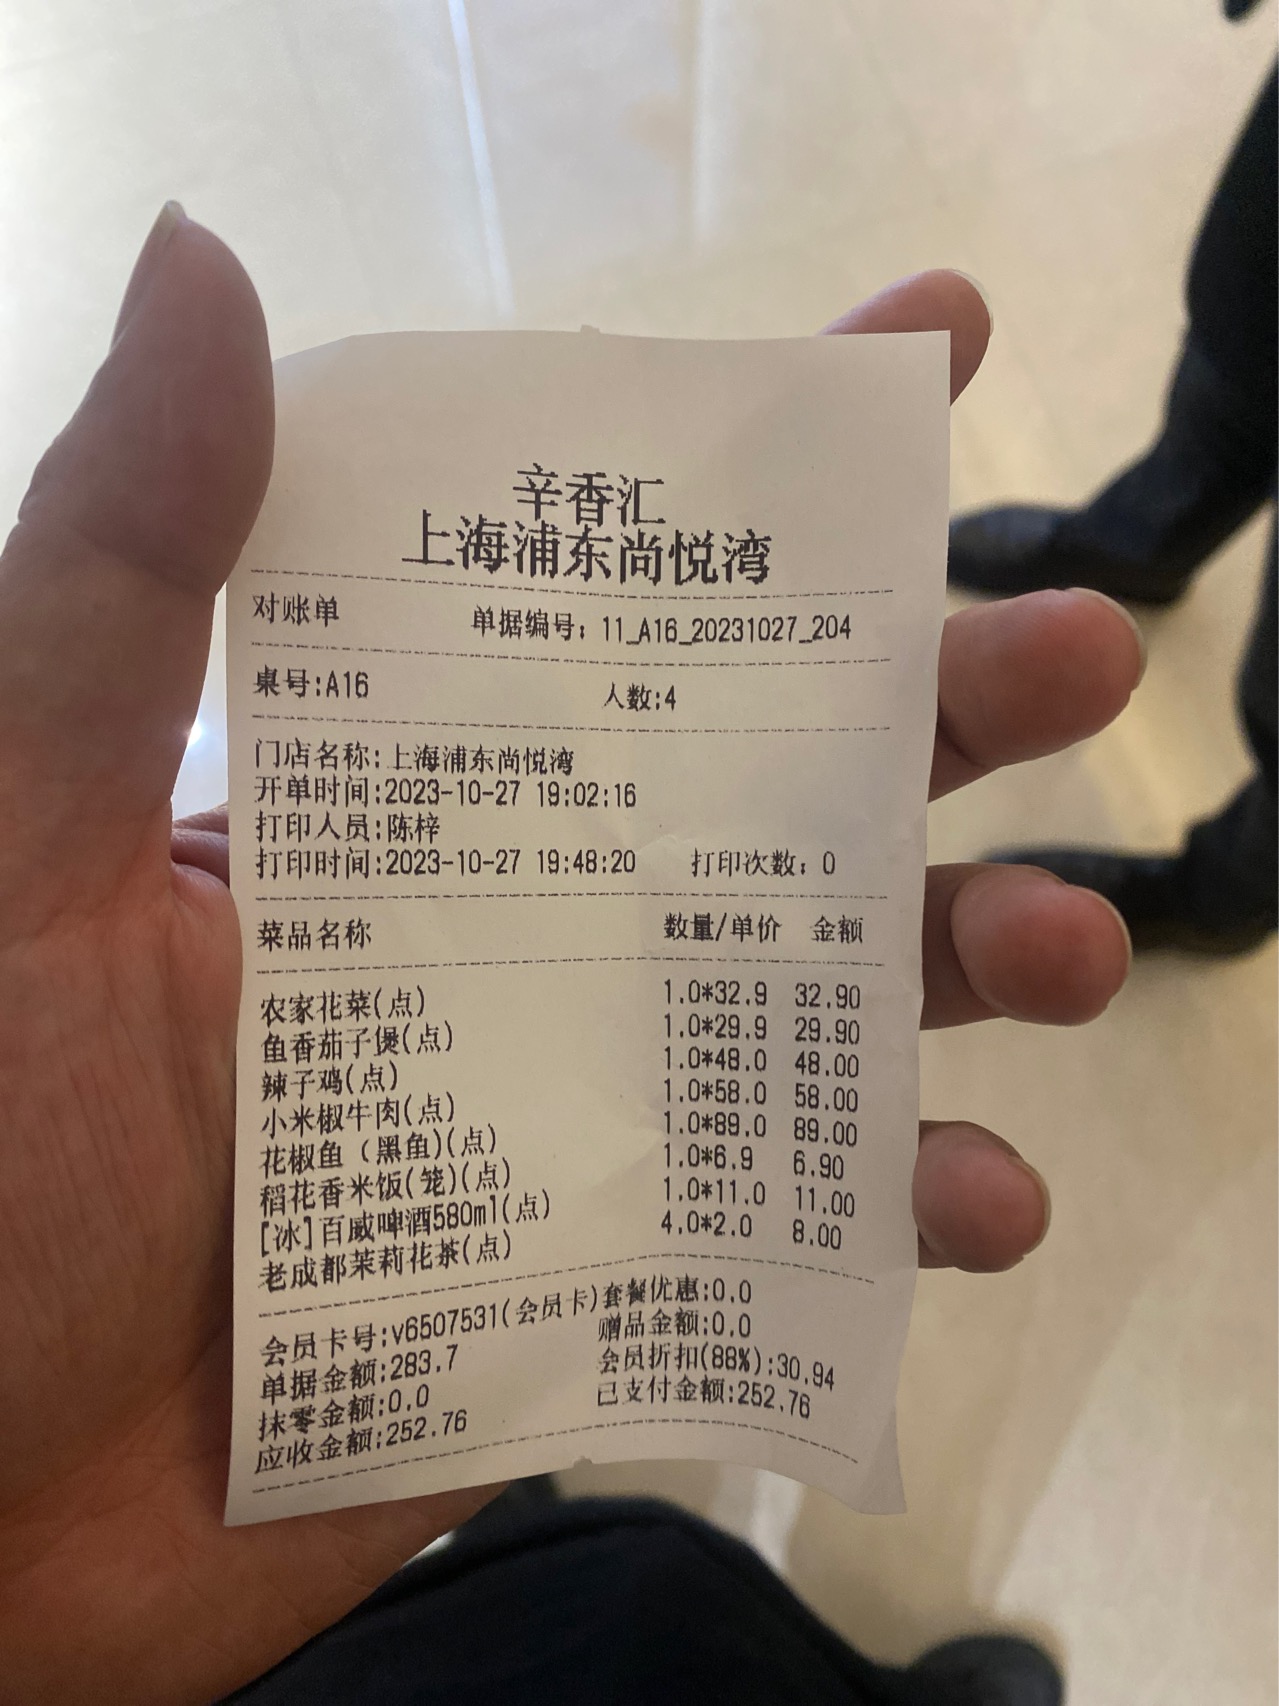 辛香汇
上海浦东尚悦湾
对账单 单据编号：11_A16_20231027_204
桌号:A16 人数:4
门店名称:上海浦东尚悦湾
开单时间:2023-10-27 19:02:16
打印人员:陈梓
打印时间:2023-10-27 19:48:20 打印次数：0
菜品名称 数量/单价 金额
农家花菜(点) 1.0*32.9 32.90
鱼香茄子煲(点) 1.0*29.9 29.90
辣子鸡(点) 1.0*48.0 48.00
小米椒牛肉(点) 1.0*58.0 58.00
花椒鱼（黑鱼)(点) 1.0*89.0 89.00
稻花香米饭(笼)(点) 1.0*6.9 6.90
[冰]百威啤酒580ml(点) 1.0*11.0 11.00
老成都茉莉花茶(点) 4.0*2.0 8.00
会员卡号:v6507531(会员卡) 套餐优惠:0.0
单据金额:283.7 赠品金额:0.0
抹零金额:0.0 会员折扣(88%):30.94
应收金额:252.76 已支付金额:252.76